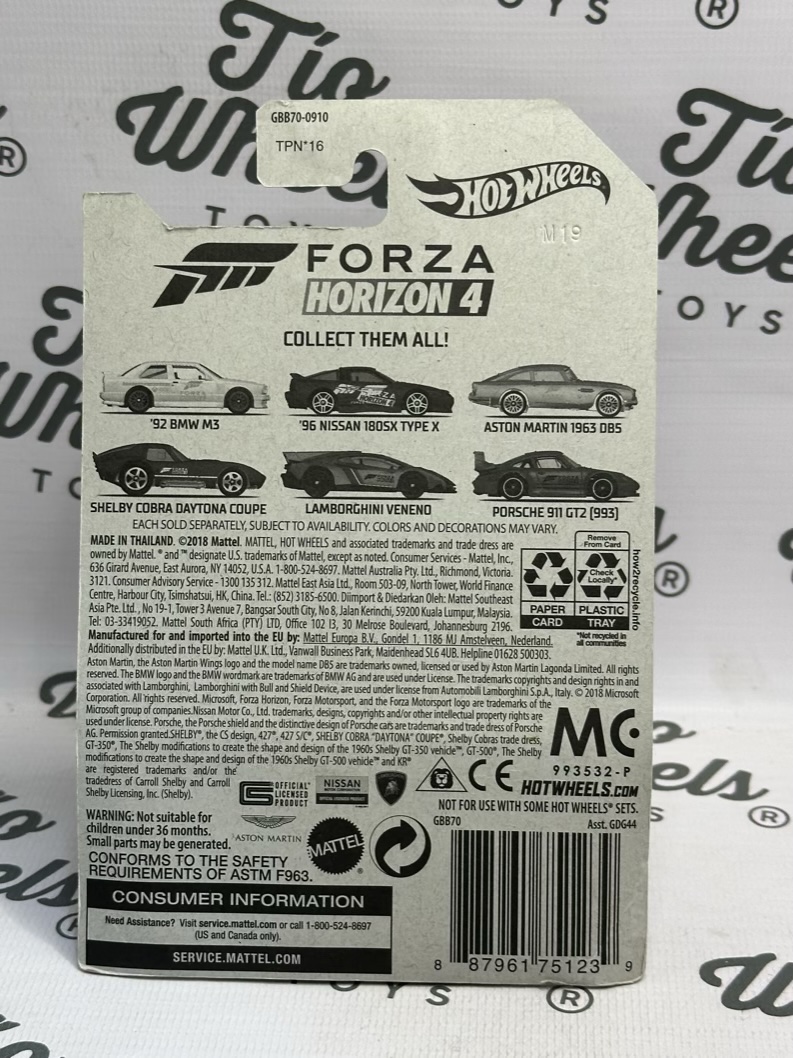 Tío
Wheels
TOYS
®
GBB70-0910
TPN*16
HOT WHEELS
M19
FORZA
HORIZON 4
COLLECT THEM ALL!
'92 BMW M3
'96 NISSAN 180SX TYPE X
ASTON MARTIN 1963 DB5
SHELBY COBRA DAYTONA COUPE
LAMBORGHINI VENENO
PORSCHE 911 GT2 [993]
EACH SOLD SEPARATELY, SUBJECT TO AVAILABILITY. COLORS AND DECORATIONS MAY VARY.
MADE IN THAILAND. ©2018 Mattel. MATTEL, HOT WHEELS and associated trademarks and trade dress are
owned by Mattel. ® and ™ designate U.S. trademarks of Mattel, except as noted. Consumer Services - Mattel, Inc.,
636 Girard Avenue, East Aurora, NY 14052, U.S.A. 1-800-524-8697. Mattel Australia Pty. Ltd., Richmond, Victoria.
3121. Consumer Advisory Service - 1300 135 312. Mattel East Asia Ltd., Room 503-09, North Tower, World Finance
Centre, Harbour City, Tsimshatsui, HK, China. Tel.: (852) 3185-6500. Diimport & Diedarkan Oleh: Mattel Southeast
Asia Pte. Ltd., No 19-1, Tower 3 Avenue 7, Bangsar South City, No 8, Jalan Kerinchi, 59200 Kuala Lumpur, Malaysia.
Tel: 03-33419052. Mattel South Africa (PTY) LTD, Office 102 I3, 30 Melrose Boulevard, Johannesburg 2196.
Manufactured for and imported into the EU by: Mattel Europa B.V., Gondel 1, 1186 MJ Amstelveen, Nederland.
Additionally distributed in the EU by: Mattel U.K. Ltd., Vanwall Business Park, Maidenhead SL6 4UB. Helpline 01628 500303.
Remove
From Card
Check
Locally*
PAPER
CARD
PLASTIC
TRAY
*Not recycled in
all communities
how2recycle.info
Aston Martin, the Aston Martin Wings logo and the model name DB5 are trademarks owned, licensed or used by Aston Martin Lagonda Limited. All rights
reserved. The BMW logo and the BMW wordmark are trademarks of BMW AG and are used under License. The trademarks copyrights and design rights in and
associated with Lamborghini, Lamborghini with Bull and Shield Device, are used under license from Automobili Lamborghini S.p.A., Italy. © 2018 Microsoft
Corporation. All rights reserved. Microsoft, Forza Horizon, Forza Motorsport, and the Forza Motorsport logo are trademarks of the
Microsoft group of companies.Nissan Motor Co., Ltd. trademarks, designs, copyrights and/or other intellectual property rights are
used under license. Porsche, the Porsche shield and the distinctive design of Porsche cars are trademarks and trade dress of Porsche
AG. Permission granted.SHELBY®, the CS design, 427®, 427 S/C®, SHELBY COBRA "DAYTONA" COUPE®, Shelby Cobras trade dress,
GT-350®, The Shelby modifications to create the shape and design of the 1960s Shelby GT-350 vehicle™, GT-500®, The Shelby
modifications to create the shape and design of the 1960s Shelby GT-500 vehicle™ and KR®
are registered trademarks and/or the
tradedress of Carroll Shelby and Carroll
Shelby Licensing, Inc. (Shelby).
OFFICIAL
LICENSED
PRODUCT
NISSAN
MC
993532-P
CE
HOTWHEELS.COM
NOT FOR USE WITH SOME HOT WHEELS® SETS.
WARNING: Not suitable for
children under 36 months.
Small parts may be generated.
ASTON MARTIN
MATTEL
GBB70
Asst. GDG44
CONFORMS TO THE SAFETY
REQUIREMENTS OF ASTM F963.
CONSUMER INFORMATION
Need Assistance? Visit service.mattel.com or call 1-800-524-8697
(US and Canada only).
SERVICE.MATTEL.COM
8 87961 75123 9